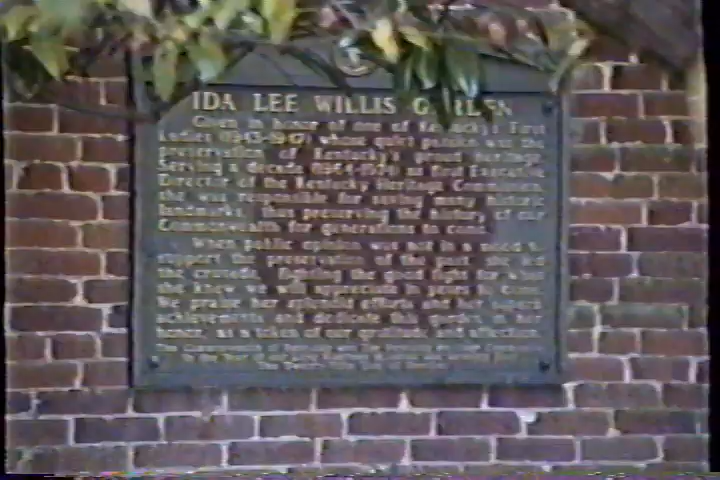 IDA LEE WILLIS GARDEN
Given in honor of one of Kentucky's First
Ladies (1943-1947) whose quiet passion was the
preservation of Kentucky's proud heritage.
Serving a decade as first Executive
Director of the Kentucky Heritage Commission,
she was responsible for saving many historic
landmarks, thus preserving the history of our
Commonwealth for generations to come.
When public opinion was not in a mood to
support the preservation of the past she led
the crusade, fighting the good fight for what
she knew we will appreciate in years to come.
We praise her splendid efforts and her
achievements and dedicate this garden in her
honor, as a token of our gratitude and affection.